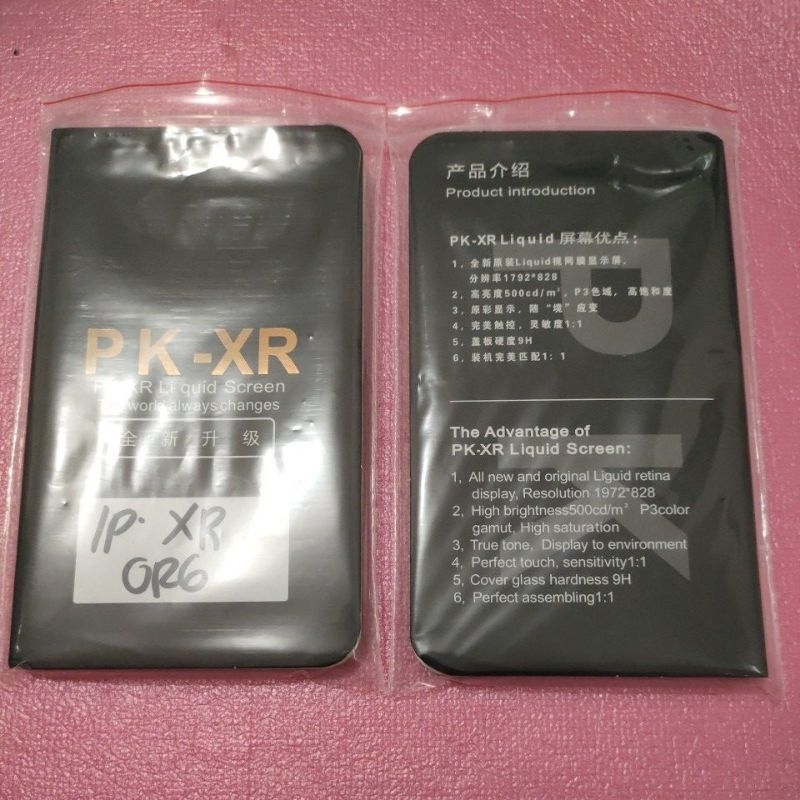 PK-XR
PK-XR Li quid Screen
The world always changes
全新升级
IP. XR
ORG
产品介绍
Product introduction
PK-XR Liquid 屏幕优点：
1，全新原装Liquid视网膜显示屏，
分辨率1792*828
2，高亮度500cd/m²，P3色域，高饱和度
3，原彩显示，随“境”应变
4，完美触控，灵敏度1:1
5，盖板硬度9H
6，装机完美匹配1：1
PK
The Advantage of
PK-XR Liquid Screen:
1, All new and original Liguid retina
display, Resolution 1972*828
2, High brightness500cd/m² P3color
gamut, High saturation
3, True tone, Display to environment
4, Perfect touch, sensitivity1:1
5, Cover glass hardness 9H
6, Perfect assembling1:1